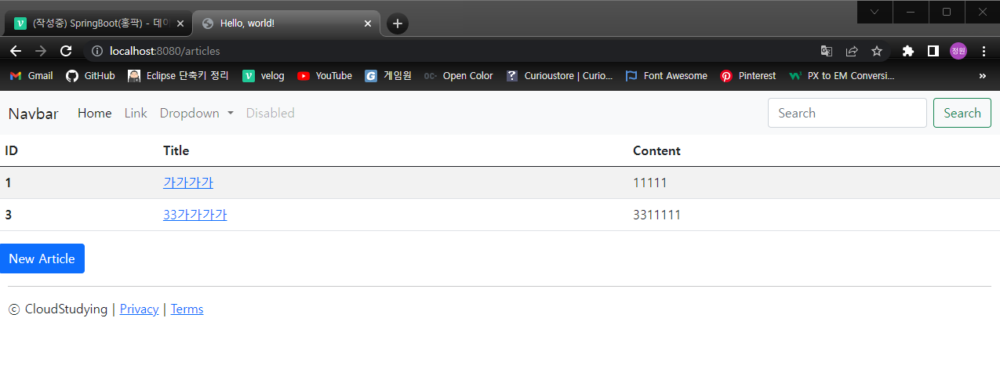 (작성중) SpringBoot(홍팍) - 데이
Hello, world!
localhost:8080/articles
정원
Gmail GitHub Eclipse 단축키 정리 velog YouTube 게임원 Open Color Curioustore | Curio... Font Awesome Pinterest PX to EM Conversi... »
Navbar Home Link Dropdown Disabled Search Search
ID Title Content
1 가가가가 11111
3 33가가가가 3311111
New Article
ⓒ CloudStudying | Privacy | Terms